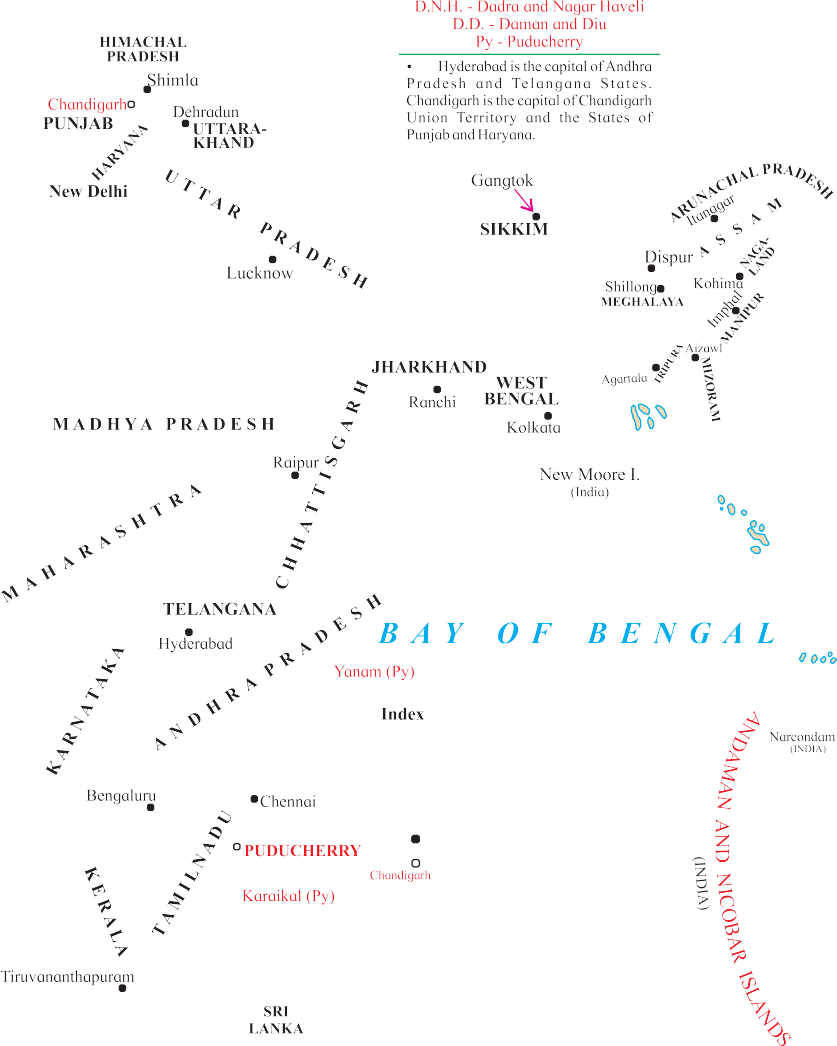 D.N.H. - Dadra and Nagar Haveli
D.D. - Daman and Diu
Py - Puducherry
• Hyderabad is the capital of Andhra
Pradesh and Telangana States.
Chandigarh is the capital of Chandigarh
Union Territory and the States of
Punjab and Haryana.
HIMACHAL
PRADESH
Shimla
Chandigarh
PUNJAB
Dehradun
UTTARA-
KHAND
HARYANA
New Delhi
UTTAR PRADESH
Lucknow
Gangtok
SIKKIM
ARUNACHAL PRADESH
Itanagar
ASSAM
Dispur
NAGA-
LAND
Kohima
Shillong
MEGHALAYA
Imphal
MANIPUR
Aizawl
TRIPURA
Agartala
MIZORAM
JHARKHAND
Ranchi
WEST
BENGAL
Kolkata
MADHYA PRADESH
CHHATTISGARH
Raipur
New Moore I.
(India)
MAHARASHTRA
TELANGANA
Hyderabad
BAY OF BENGAL
ANDHRA PRADESH
Yanam (Py)
KARNATAKA
Index
ANDAMAN AND NICOBAR ISLANDS
(INDIA)
Narcondam
(INDIA)
Bengaluru
Chennai
TAMILNADU
PUDUCHERRY
Chandigarh
Karaikal (Py)
KERALA
Tiruvananthapuram
SRI
LANKA